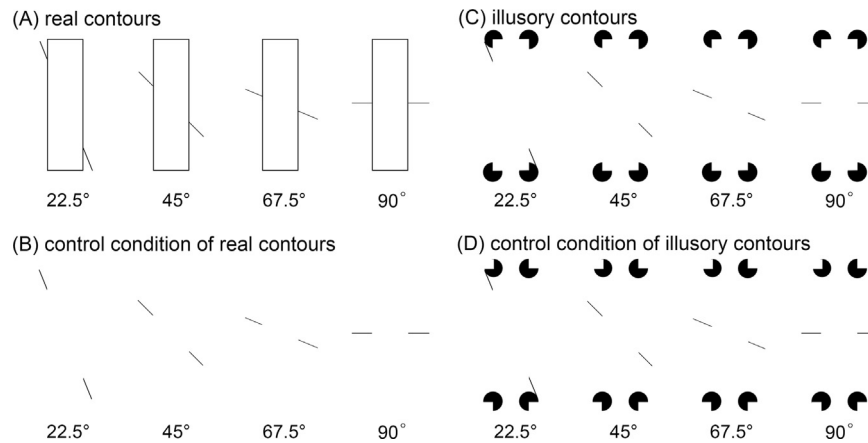 (A) real contours
22.5° 45° 67.5° 90°
(C) illusory contours
22.5° 45° 67.5° 90°
(B) control condition of real contours
22.5° 45° 67.5° 90°
(D) control condition of illusory contours
22.5° 45° 67.5° 90°